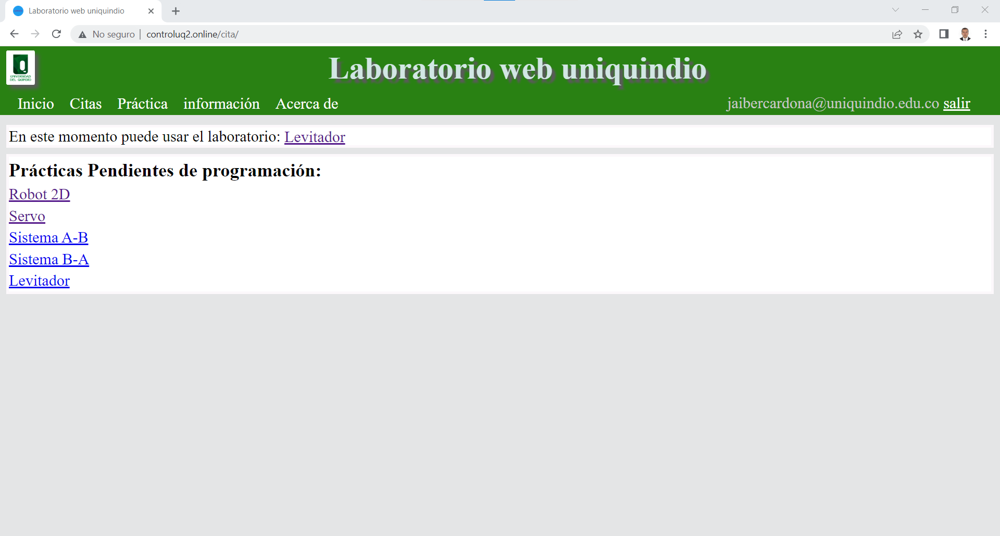 Laboratorio web uniquindio
No seguro | controluq2.online/cita/
UNIVERSIDAD
DEL QUINDÍO
Laboratorio web uniquindio
Inicio Citas Práctica información Acerca de jaibercardona@uniquindio.edu.co salir
En este momento puede usar el laboratorio: Levitador
Prácticas Pendientes de programación:
Robot 2D
Servo
Sistema A-B
Sistema B-A
Levitador